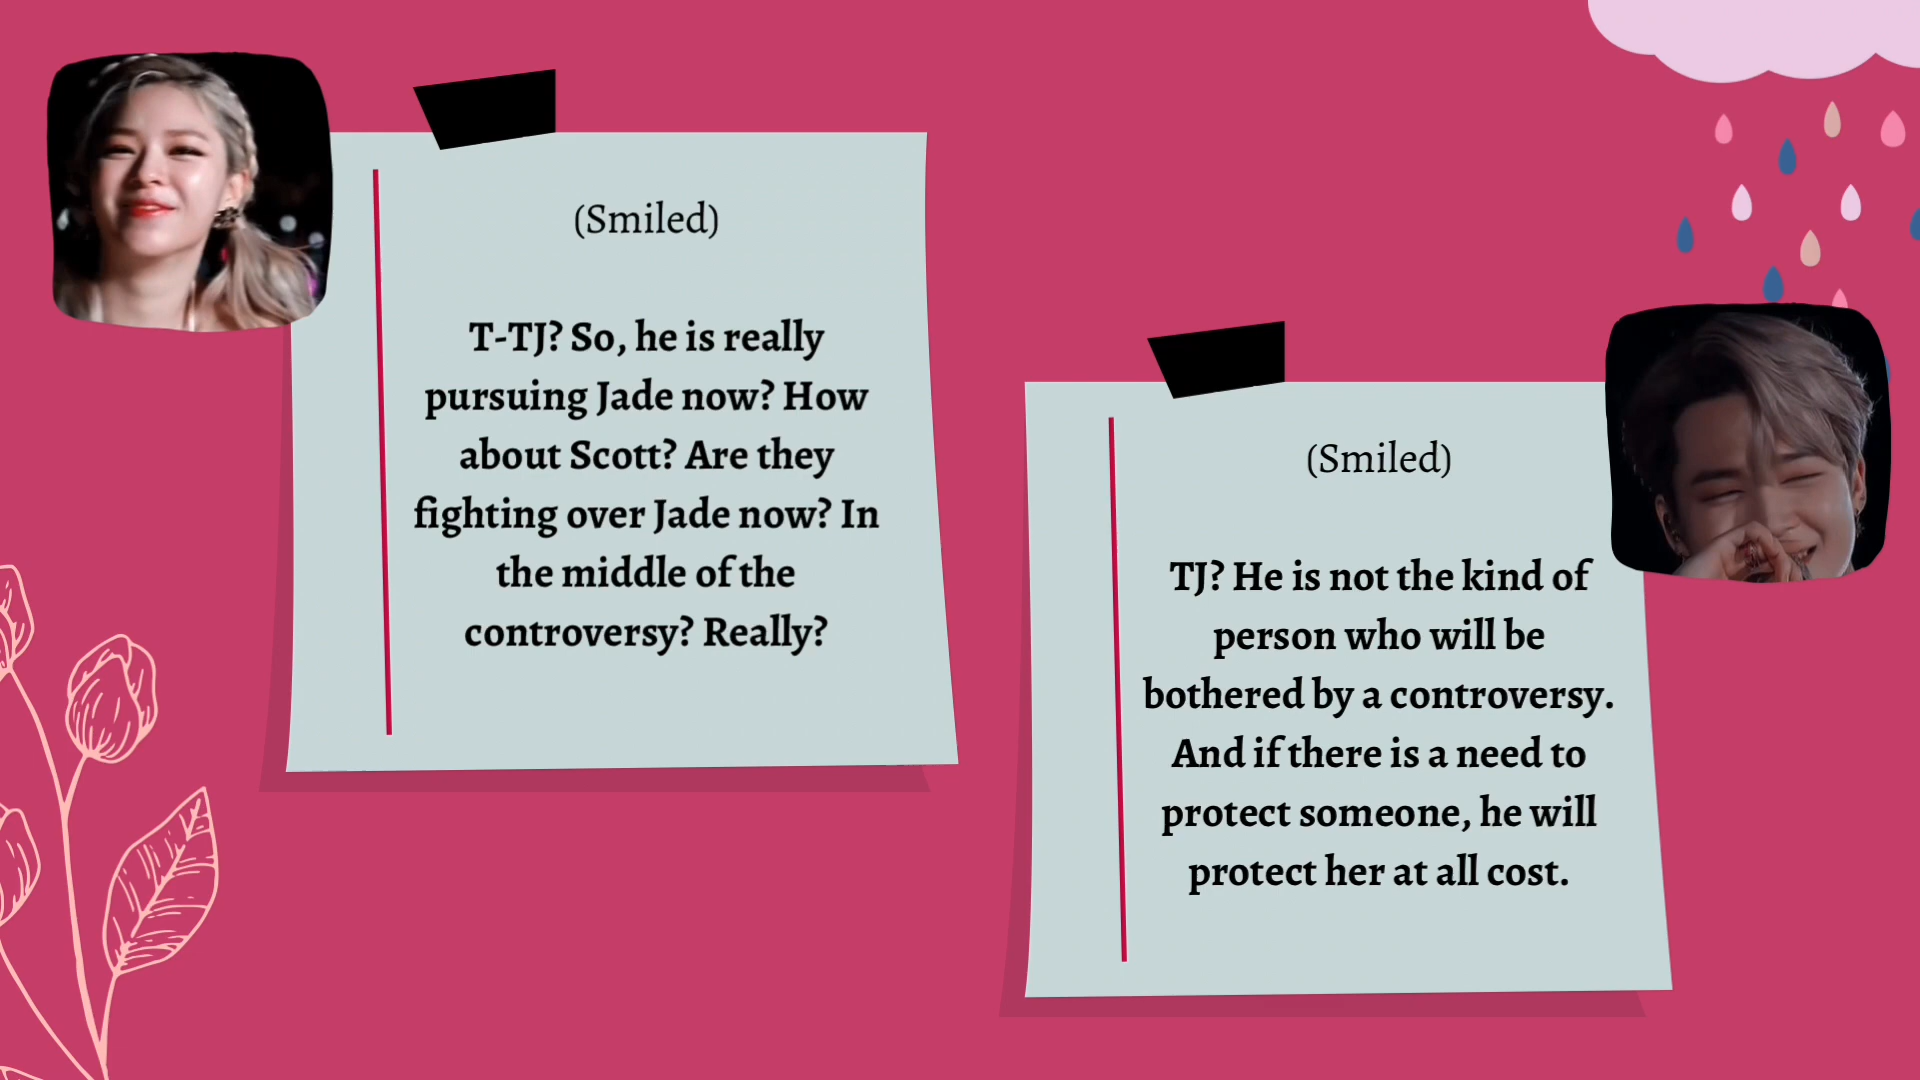 (Smiled)
T-TJ? So, he is really
pursuing Jade now? How
about Scott? Are they
fighting over Jade now? In
the middle of the
controversy? Really?
(Smiled)
TJ? He is not the kind of
person who will be
bothered by a controversy.
And if there is a need to
protect someone, he will
protect her at all cost.